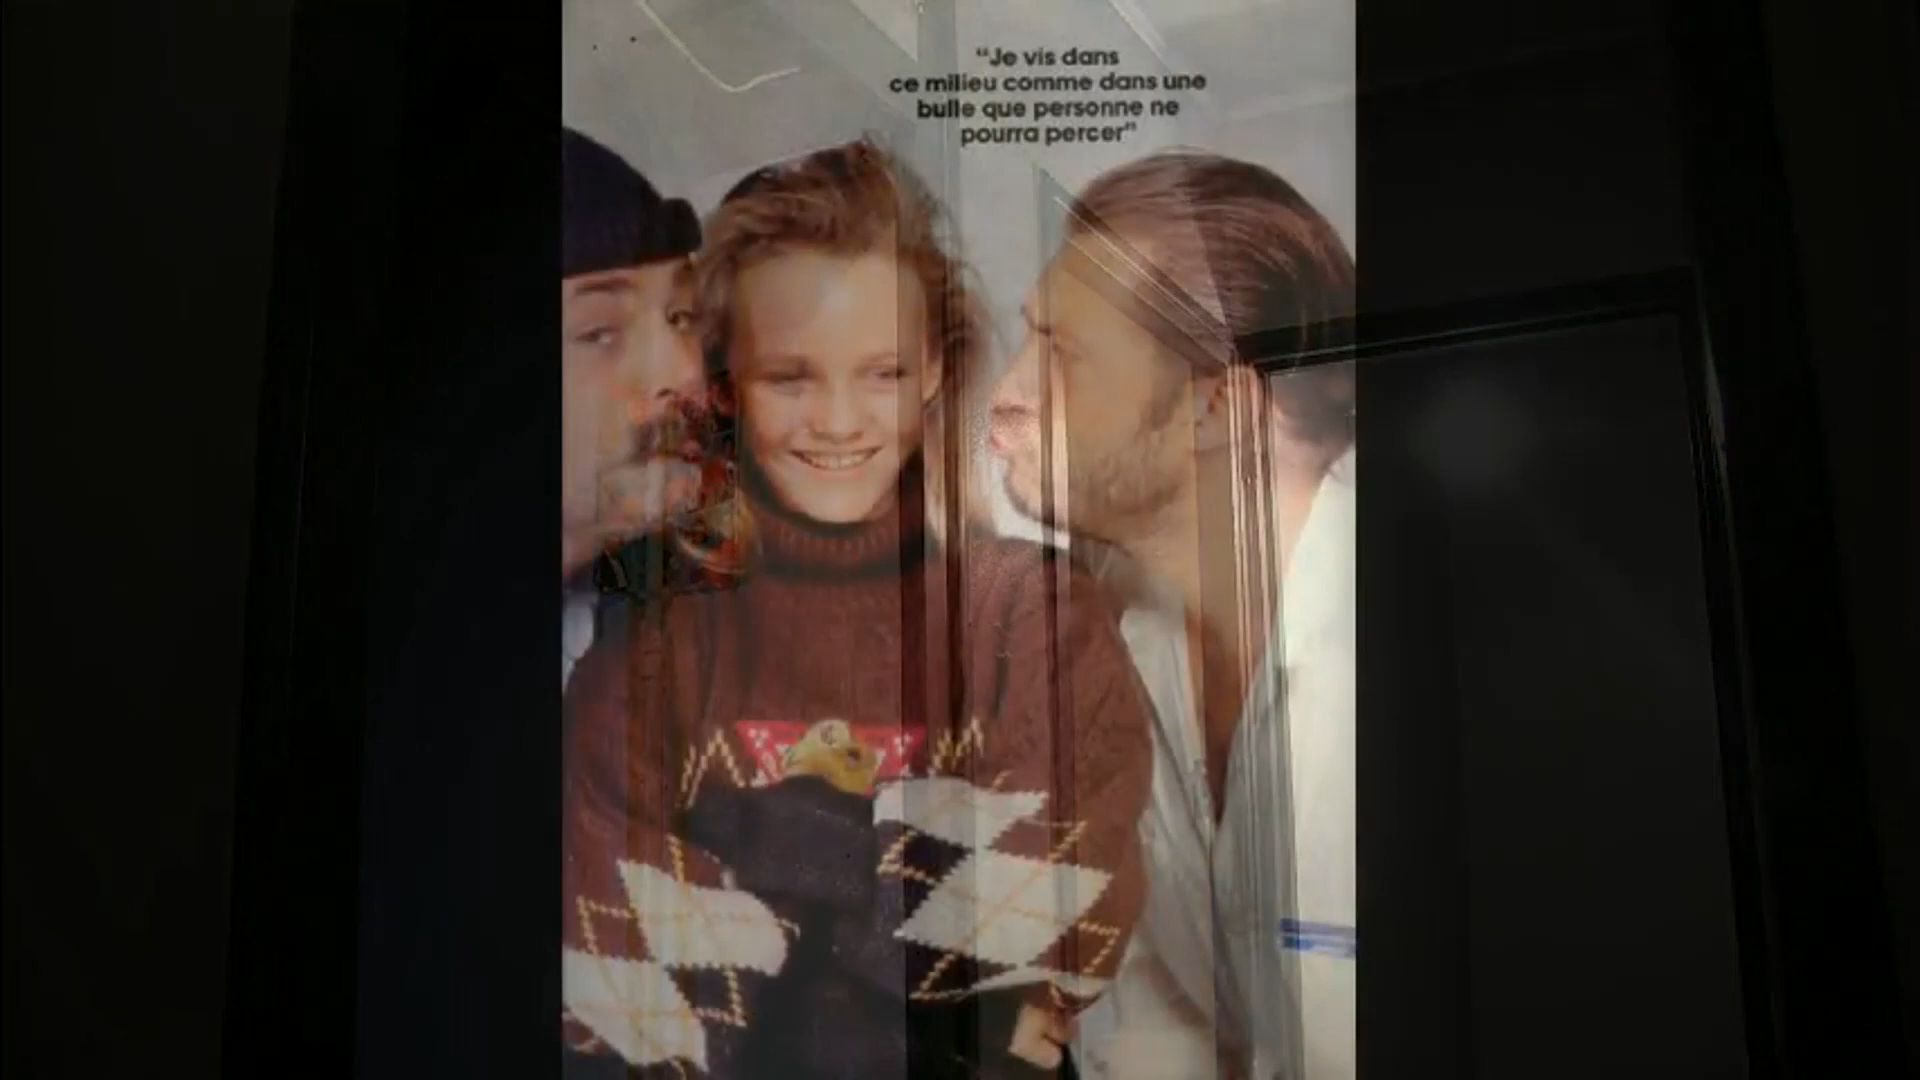 “Je vis dans
ce milieu comme dans une
bulle que personne ne
pourra percer”